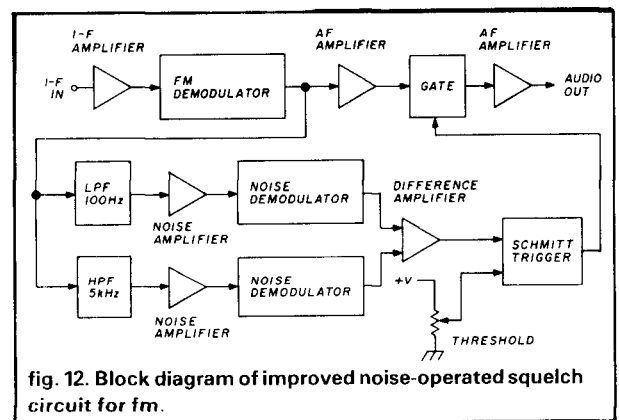 I-F
AMPLIFIER
AF
AMPLIFIER
AF
AMPLIFIER
I-F
IN
FM
DEMODULATOR
GATE
AUDIO
OUT
LPF
100Hz
NOISE
DEMODULATOR
DIFFERENCE
AMPLIFIER
NOISE
AMPLIFIER
SCHMITT
TRIGGER
HPF
5kHz
NOISE
DEMODULATOR
+V
NOISE
AMPLIFIER
THRESHOLD
fig. 12. Block diagram of improved noise-operated squelch
circuit for fm.